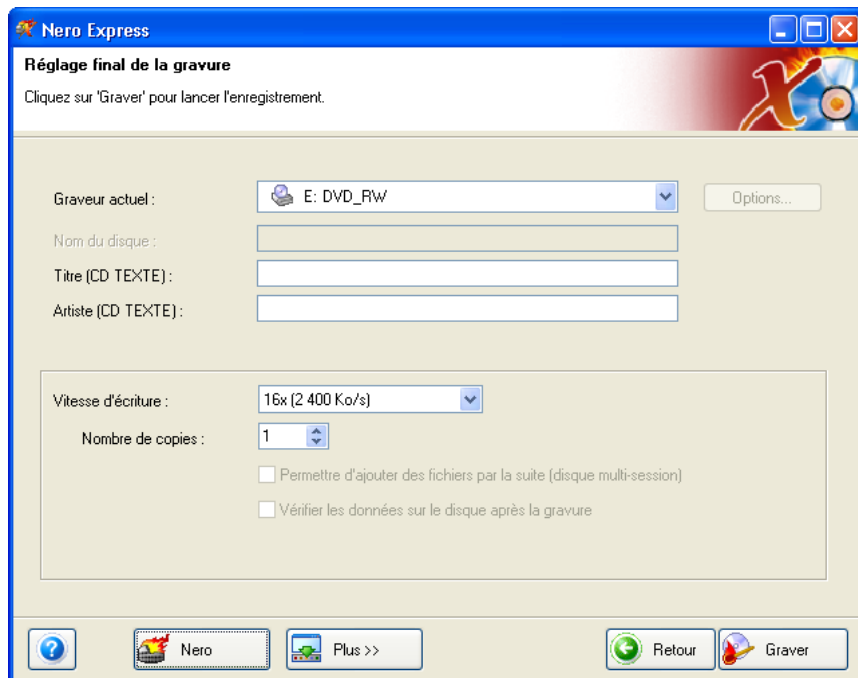 Nero Express
Réglage final de la gravure
Cliquez sur 'Graver' pour lancer l'enregistrement.
Graveur actuel : E: DVD_RW Options...
Nom du disque :
Titre (CD TEXTE) :
Artiste (CD TEXTE) :
Vitesse d'écriture : 16x (2 400 Ko/s)
Nombre de copies : 1
Permettre d'ajouter des fichiers par la suite (disque multi-session)
Vérifier les données sur le disque après la gravure
? Nero Plus >> Retour Graver